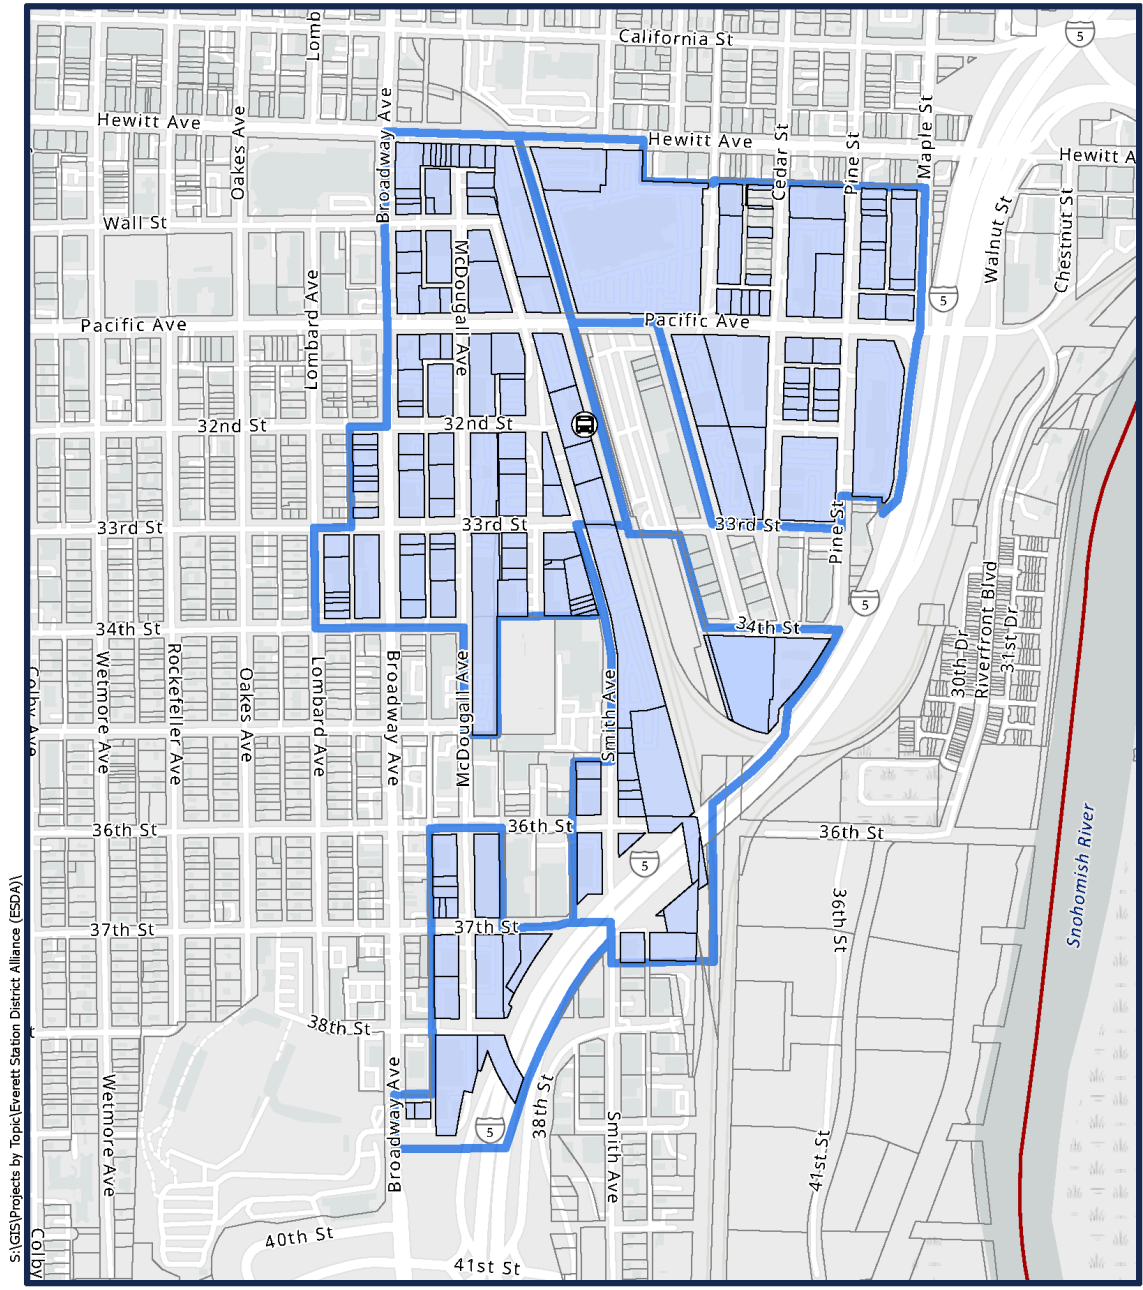 California St
5
Lomb
Hewitt Ave
Oakes Ave
Broadway Ave
Hewitt Ave
Cedar St
Pine St
Maple St
Hewitt A
Wall St
McDougall Ave
Walnut St
Chestnut St
5
Pacific Ave
Lombard Ave
Pacific Ave
32nd St
32nd St
33rd St
33rd St
33rd St
Pine St
5
34th St
34th St
30th Dr
Riverfront Blvd
31st Dr
Colby Ave
Wetmore Ave
Rockefeller Ave
Oakes Ave
Lombard Ave
Broadway Ave
McDougall Ave
Smith Ave
36th St
36th St
36th St
5
Snohomish River
36th St
37th St
37th St
38th St
Wetmore Ave
Broadway Ave
5
38th St
Smith Ave
41st St
40th St
41st St
Colby
S:\GIS\Projects by Topic\Everett Station District Alliance (ESDA)\